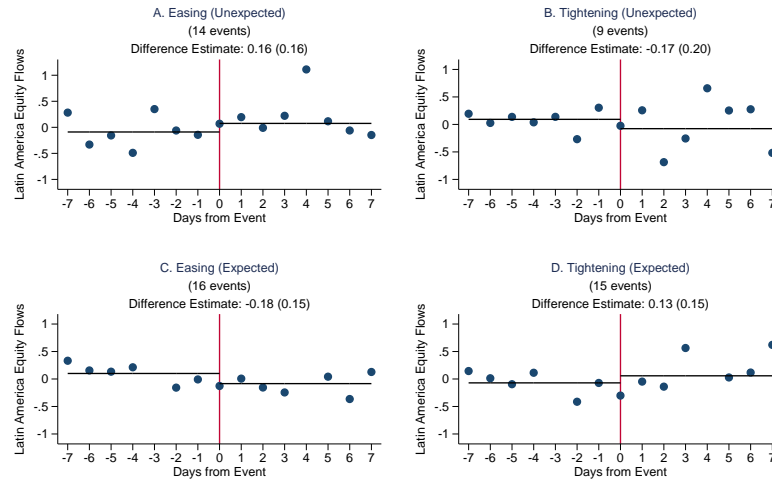 A. Easing (Unexpected)
(14 events)
Difference Estimate: 0.16 (0.16)
Latin America Equity Flows
1
.5
0
-.5
-1
-7 -6 -5 -4 -3 -2 -1 0 1 2 3 4 5 6 7
Days from Event
B. Tightening (Unexpected)
(9 events)
Difference Estimate: -0.17 (0.20)
Latin America Equity Flows
1
.5
0
-.5
-1
-7 -6 -5 -4 -3 -2 -1 0 1 2 3 4 5 6 7
Days from Event
C. Easing (Expected)
(16 events)
Difference Estimate: -0.18 (0.15)
Latin America Equity Flows
1
.5
0
-.5
-1
-7 -6 -5 -4 -3 -2 -1 0 1 2 3 4 5 6 7
Days from Event
D. Tightening (Expected)
(15 events)
Difference Estimate: 0.13 (0.15)
Latin America Equity Flows
1
.5
0
-.5
-1
-7 -6 -5 -4 -3 -2 -1 0 1 2 3 4 5 6 7
Days from Event